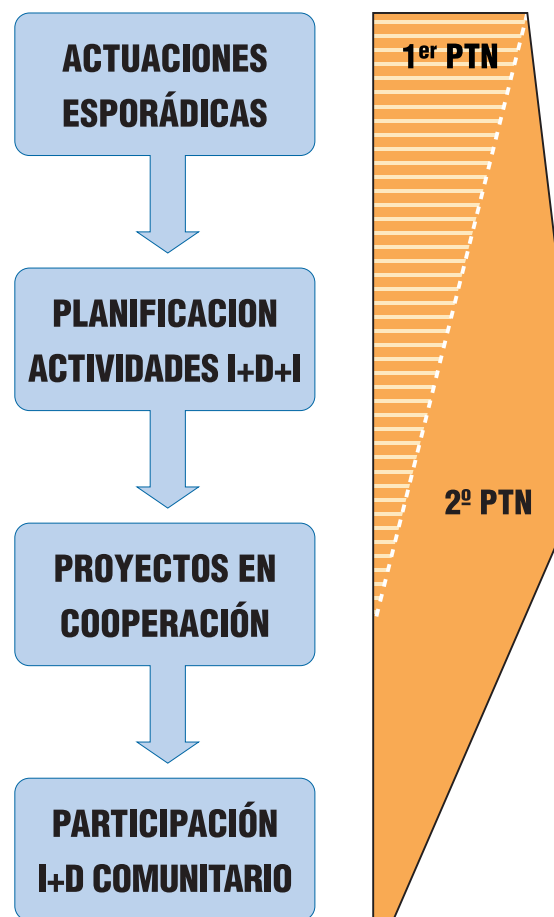 ACTUACIONES
ESPORÁDICAS
1er PTN
PLANIFICACION
ACTIVIDADES I+D+I
2º PTN
PROYECTOS EN
COOPERACIÓN
PARTICIPACIÓN
I+D COMUNITARIO